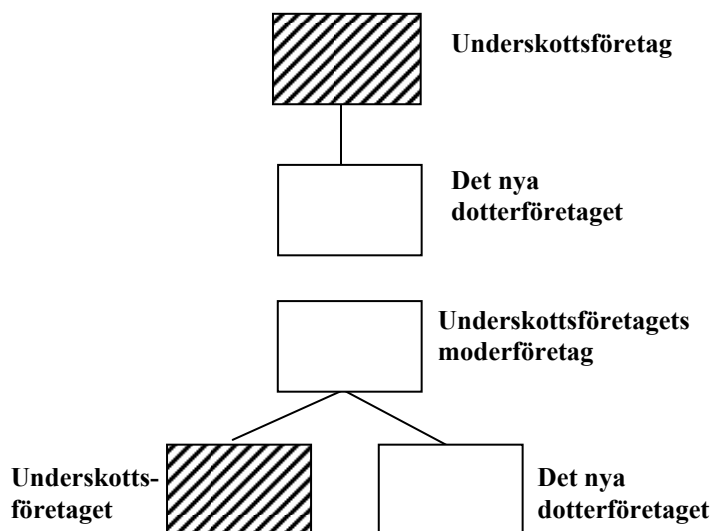 Underskottsföretag
Det nya
dotterföretaget
Underskottsföretagets
moderföretag
Underskotts-
företaget
Det nya
dotterföretaget